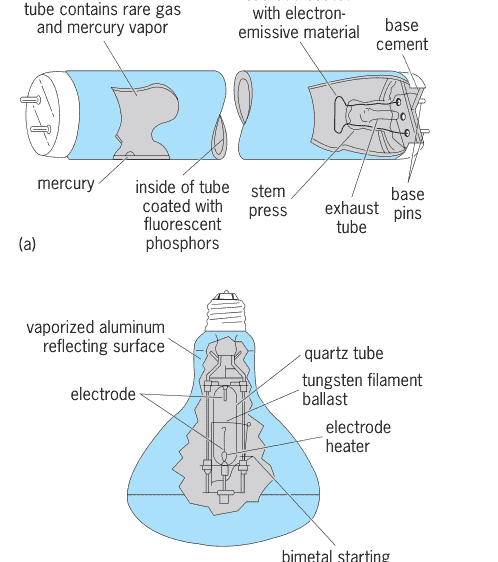 tube contains rare gas
and mercury vapor
with electron-
emissive material
base
cement
mercury
inside of tube
coated with
fluorescent
phosphors
stem
press
exhaust
tube
base
pins
(a)
vaporized aluminum
reflecting surface
quartz tube
tungsten filament
ballast
electrode
electrode
heater
bimetal starting